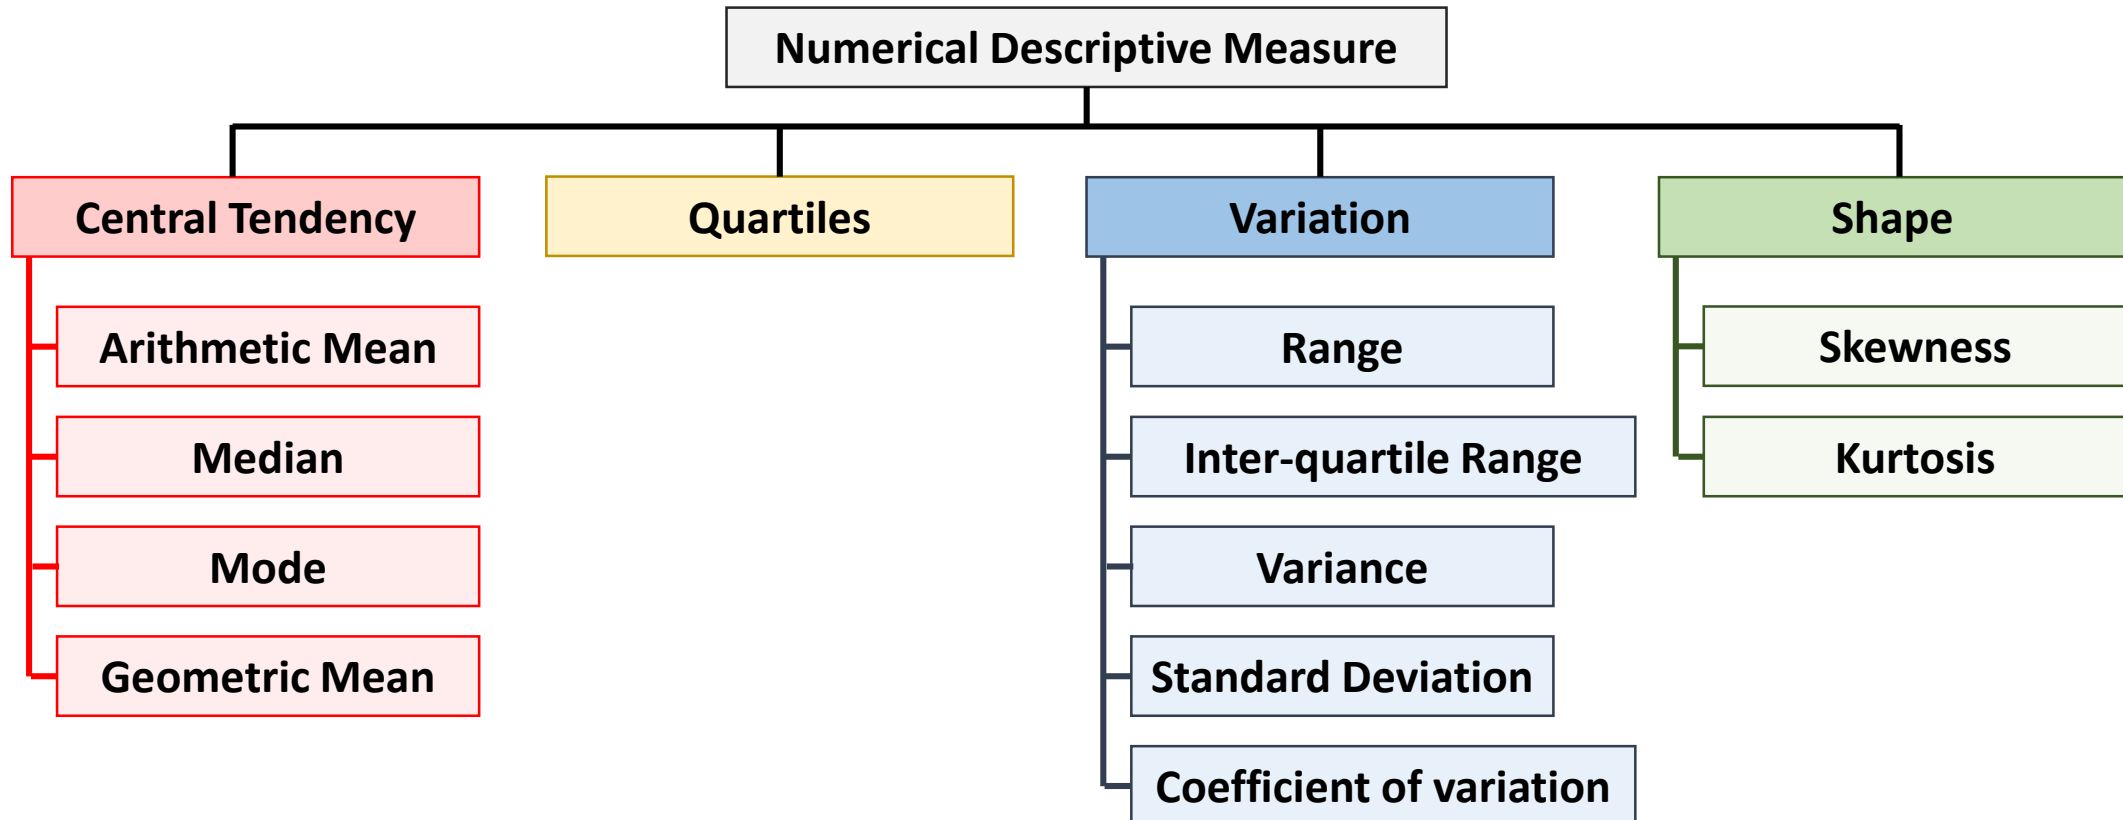 Numerical Descriptive Measure
Central Tendency
Quartiles
Variation
Shape
Arithmetic Mean
Median
Mode
Geometric Mean
Range
Inter-quartile Range
Variance
Standard Deviation
Coefficient of variation
Skewness
Kurtosis